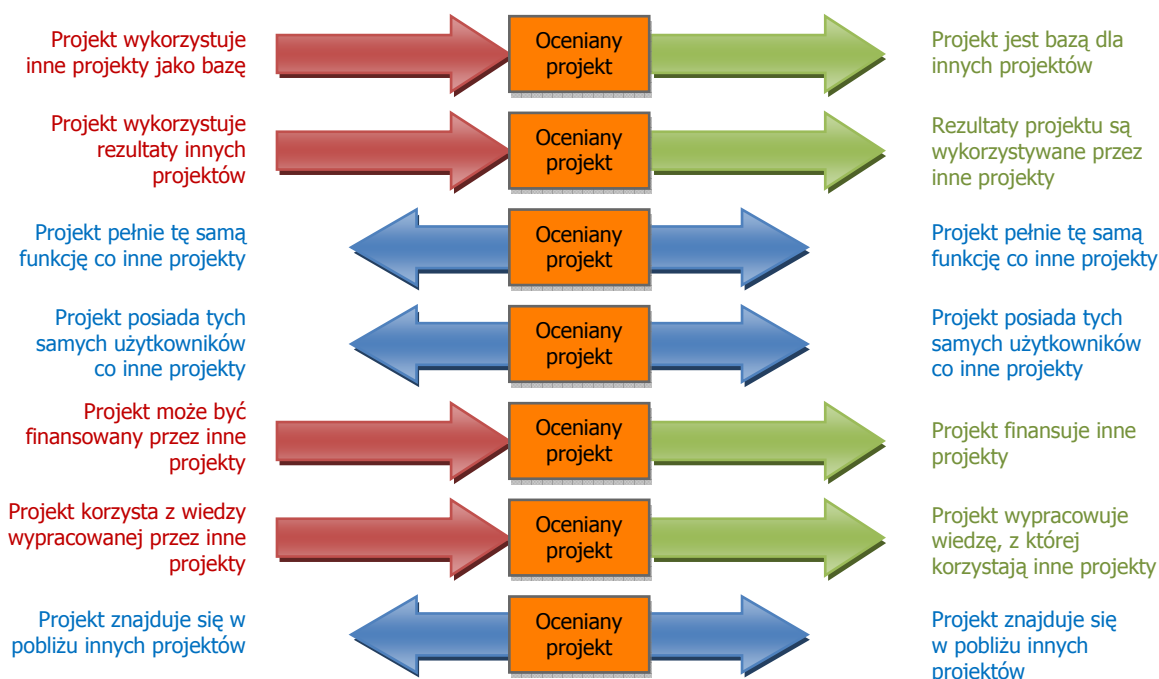 Projekt wykorzystuje
inne projekty jako bazę
Oceniany
projekt
Projekt jest bazą dla
innych projektów
Projekt wykorzystuje
rezultaty innych
projektów
Oceniany
projekt
Rezultaty projektu są
wykorzystywane przez
inne projekty
Projekt pełnie tę samą
funkcję co inne projekty
Oceniany
projekt
Projekt pełnie tę samą
funkcję co inne projekty
Projekt posiada tych
samych użytkowników
co inne projekty
Oceniany
projekt
Projekt posiada tych
samych użytkowników
co inne projekty
Projekt może być
finansowany przez inne
projekty
Oceniany
projekt
Projekt finansuje inne
projekty
Projekt korzysta z wiedzy
wypracowanej przez inne
projekty
Oceniany
projekt
Projekt wypracowuje
wiedzę, z której
korzystają inne projekty
Projekt znajduje się w
pobliżu innych projektów
Oceniany
projekt
Projekt znajduje się
w pobliżu innych
projektów